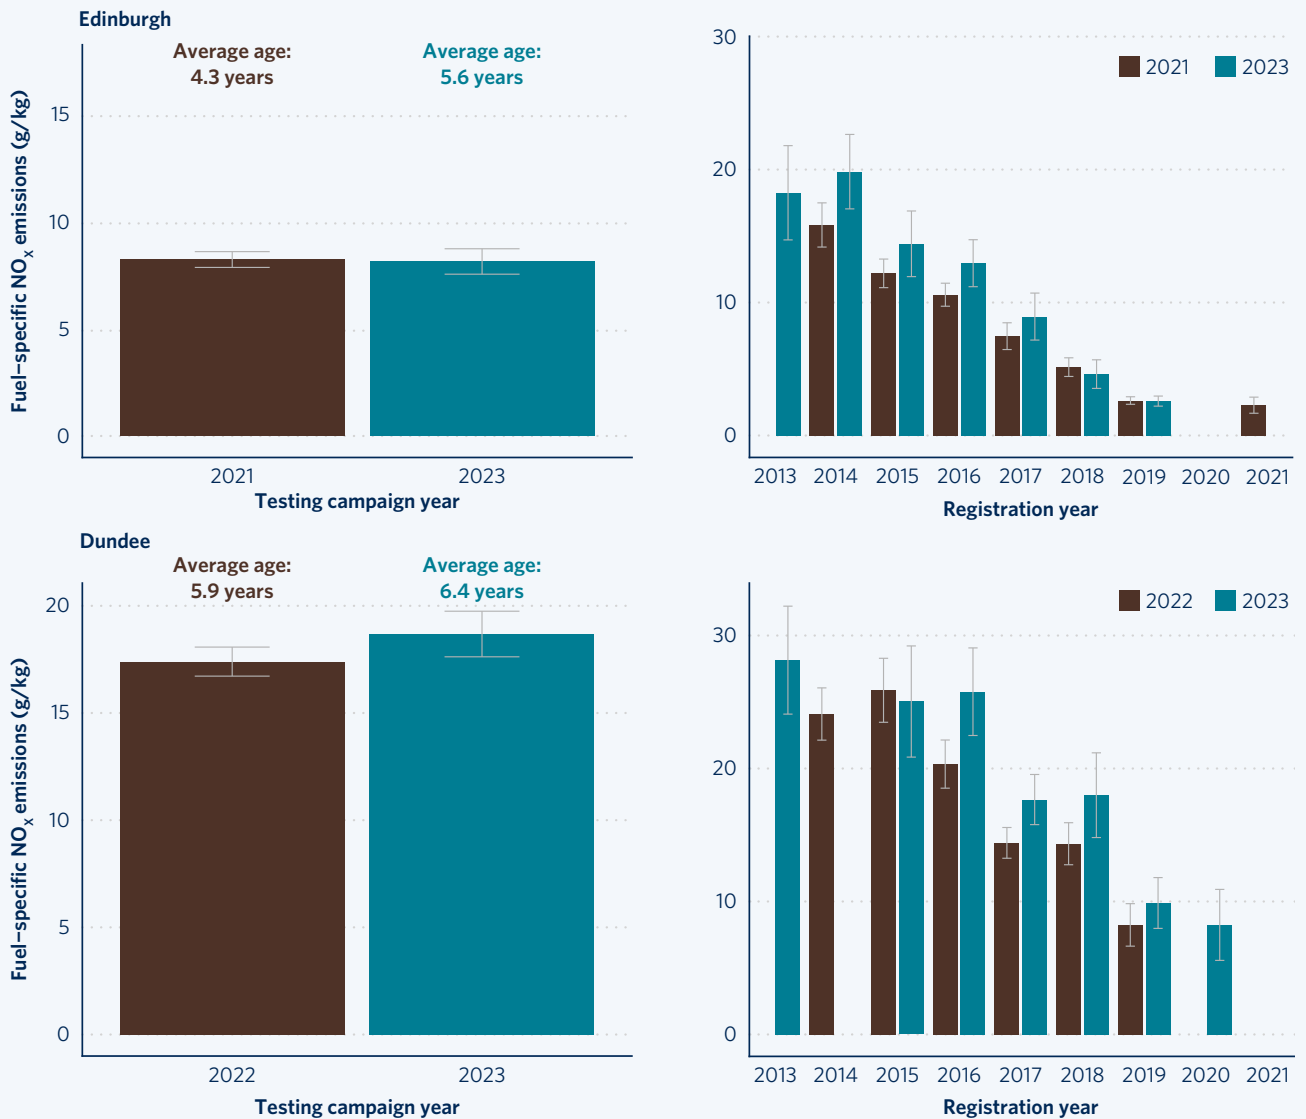 Edinburgh
Average age:
4.3 years
Average age:
5.6 years
Fuel–specific NOx emissions (g/kg)
15
10
5
0
2021 2023
Testing campaign year
30
20
10
0
2021 2023
2013 2014 2015 2016 2017 2018 2019 2020 2021
Registration year
Dundee
Average age:
5.9 years
Average age:
6.4 years
Fuel–specific NOx emissions (g/kg)
20
15
10
5
0
2022 2023
Testing campaign year
30
20
10
0
2022 2023
2013 2014 2015 2016 2017 2018 2019 2020 2021
Registration year